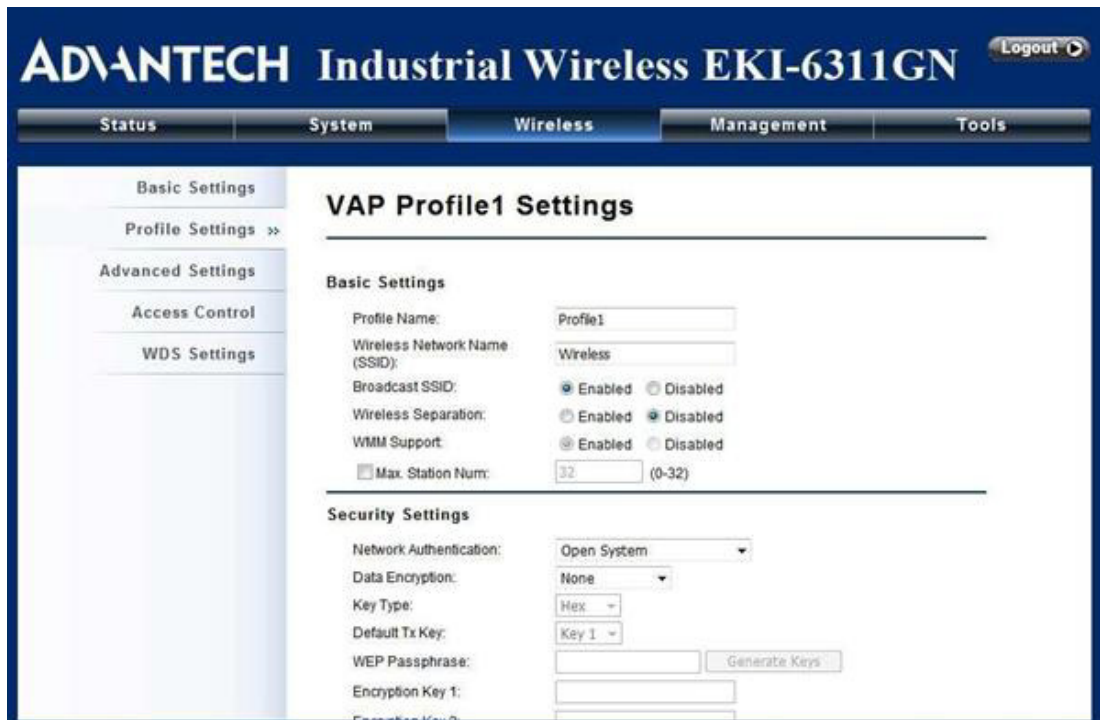 ADVANTECH Industrial Wireless EKI-6311GN
Logout
Status System Wireless Management Tools
Basic Settings
Profile Settings »
Advanced Settings
Access Control
WDS Settings
VAP Profile1 Settings
Basic Settings
Profile Name: Profile1
Wireless Network Name
(SSID): Wireless
Broadcast SSID: Enabled Disabled
Wireless Separation: Enabled Disabled
WMM Support: Enabled Disabled
Max. Station Num: 32 (0-32)
Security Settings
Network Authentication: Open System
Data Encryption: None
Key Type: Hex
Default Tx Key: Key 1
WEP Passphrase: Generate Keys
Encryption Key 1: